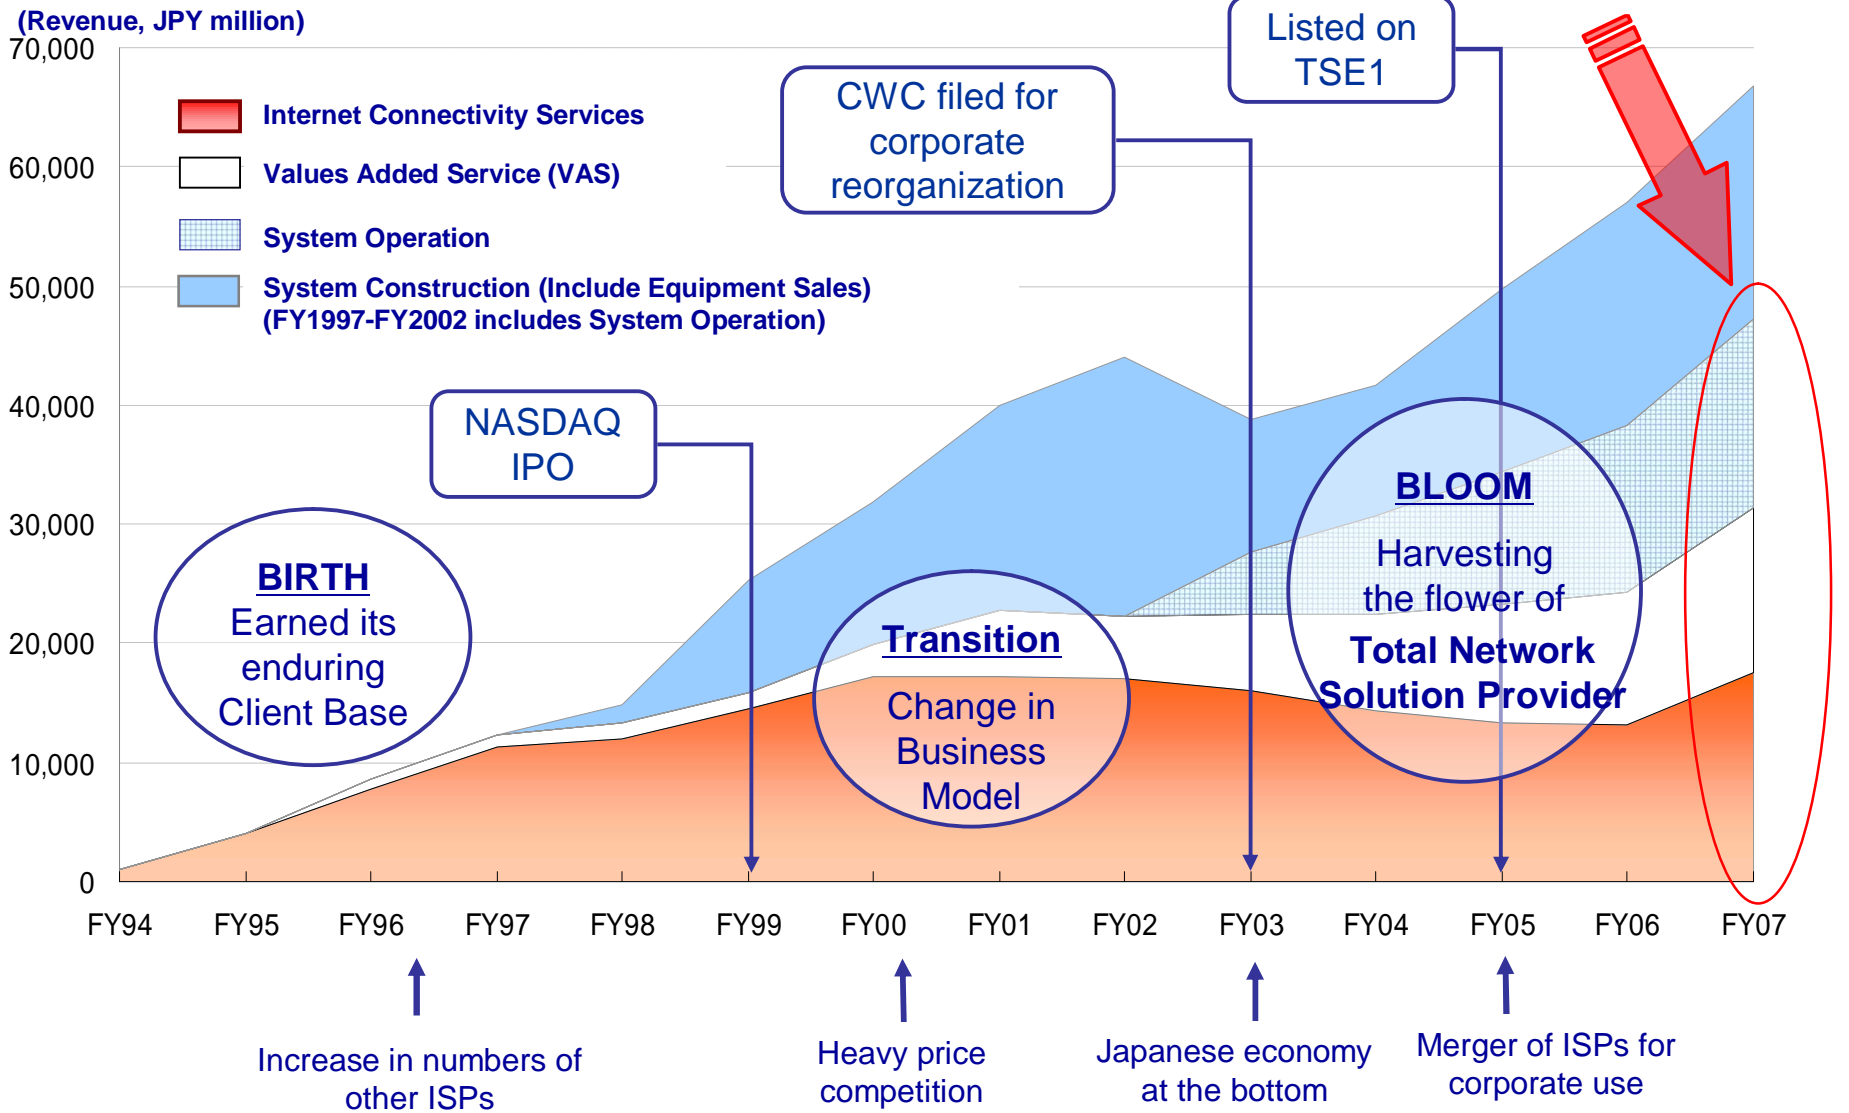 (Revenue, JPY million)
70,000
60,000
50,000
40,000
30,000
20,000
10,000
0
Internet Connectivity Services
Values Added Service (VAS)
System Operation
System Construction (Include Equipment Sales)
(FY1997-FY2002 includes System Operation)
NASDAQ
IPO
CWC filed for
corporate
reorganization
Listed on
TSE1
BIRTH
Earned its
enduring
Client Base
Transition
Change in
Business
Model
BLOOM
Harvesting
the flower of
Total Network
Solution Provider
FY94 FY95 FY96 FY97 FY98 FY99 FY00 FY01 FY02 FY03 FY04 FY05 FY06 FY07
Increase in numbers of
other ISPs
Heavy price
competition
Japanese economy
at the bottom
Merger of ISPs for
corporate use